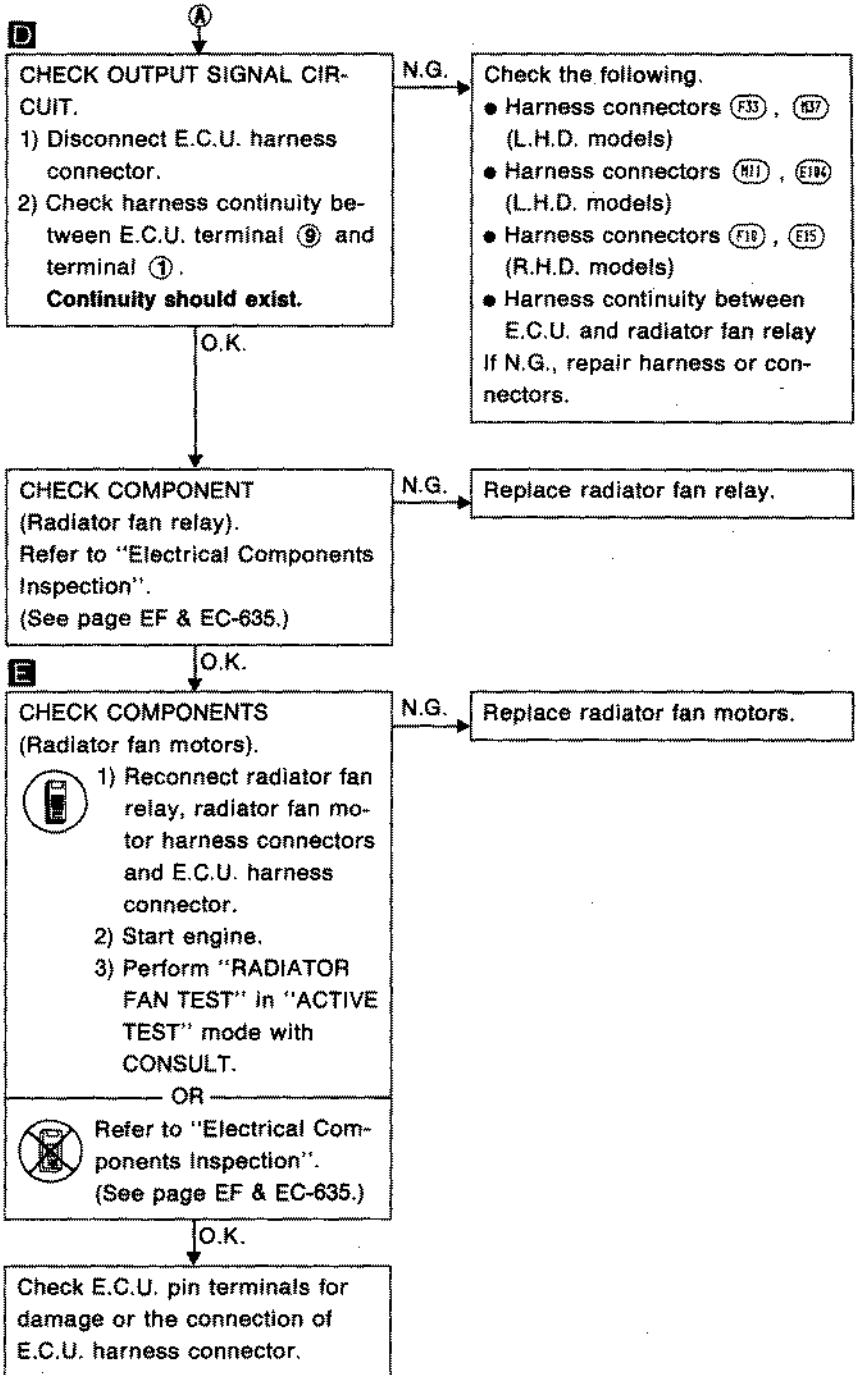 Ⓐ
D
CHECK OUTPUT SIGNAL CIR-
CUIT.
1) Disconnect E.C.U. harness
connector.
2) Check harness continuity be-
tween E.C.U. terminal ⑨ and
terminal ①.
Continuity should exist.
N.G.
Check the following.
● Harness connectors F33, M37
(L.H.D. models)
● Harness connectors M11, E104
(L.H.D. models)
● Harness connectors F10, E15
(R.H.D. models)
● Harness continuity between
E.C.U. and radiator fan relay
If N.G., repair harness or con-
nectors.
O.K.
CHECK COMPONENT
(Radiator fan relay).
Refer to "Electrical Components
Inspection".
(See page EF & EC-635.)
N.G.
Replace radiator fan relay.
O.K.
E
CHECK COMPONENTS
(Radiator fan motors).
1) Reconnect radiator fan
relay, radiator fan mo-
tor harness connectors
and E.C.U. harness
connector.
2) Start engine.
3) Perform "RADIATOR
FAN TEST" in "ACTIVE
TEST" mode with
CONSULT.
OR
Refer to "Electrical Com-
ponents Inspection".
(See page EF & EC-635.)
N.G.
Replace radiator fan motors.
O.K.
Check E.C.U. pin terminals for
damage or the connection of
E.C.U. harness connector.